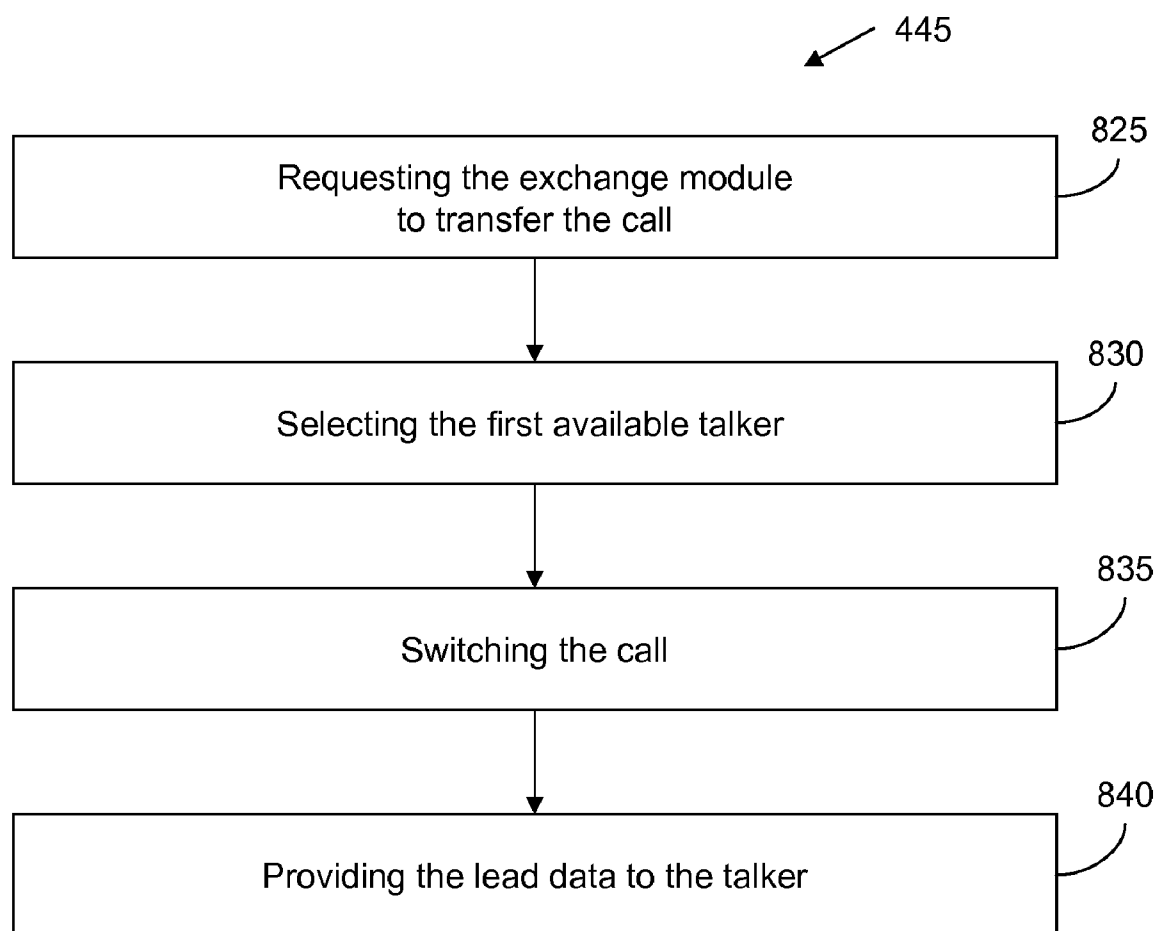 445
825
Requesting the exchange module
to transfer the call
830
Selecting the first available talker
835
Switching the call
840
Providing the lead data to the talker